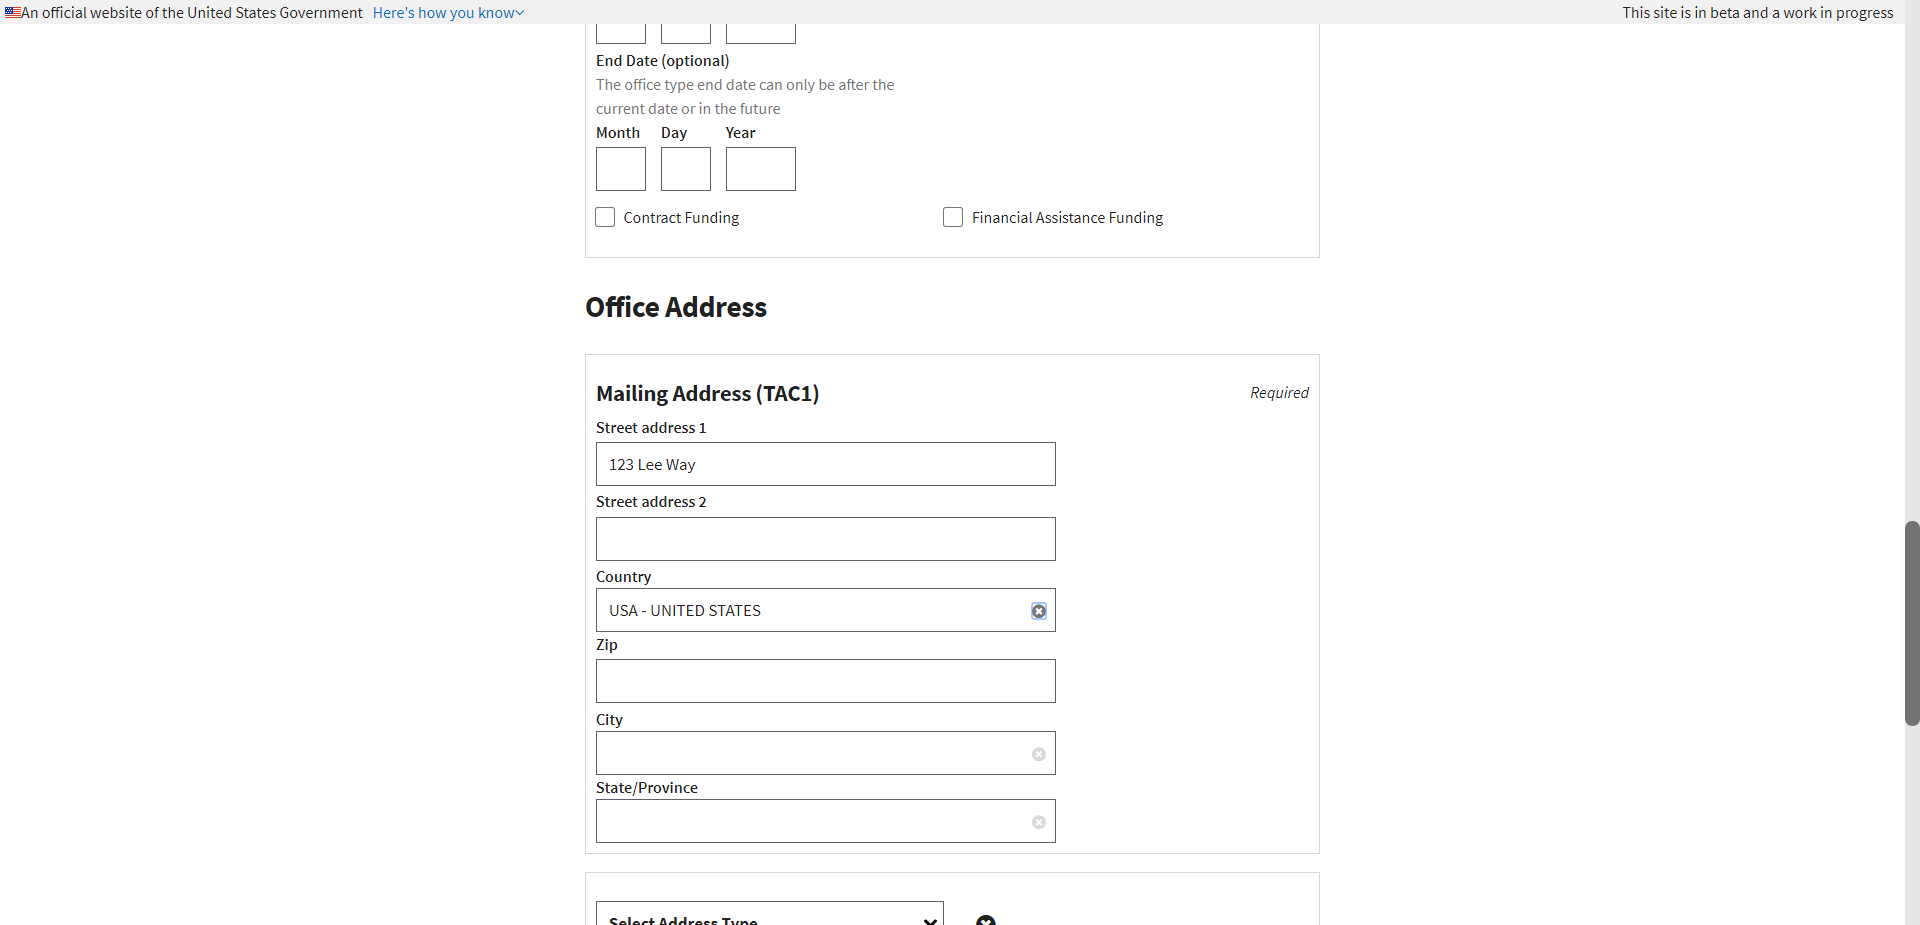 An official website of the United States Government Here's how you know
This site is in beta and a work in progress
End Date (optional)
The office type end date can only be after the
current date or in the future
Month Day Year
Contract Funding Financial Assistance Funding
Office Address
Mailing Address (TAC1) Required
Street address 1
123 Lee Way
Street address 2
Country
USA - UNITED STATES
Zip
City
State/Province
Select Address Type